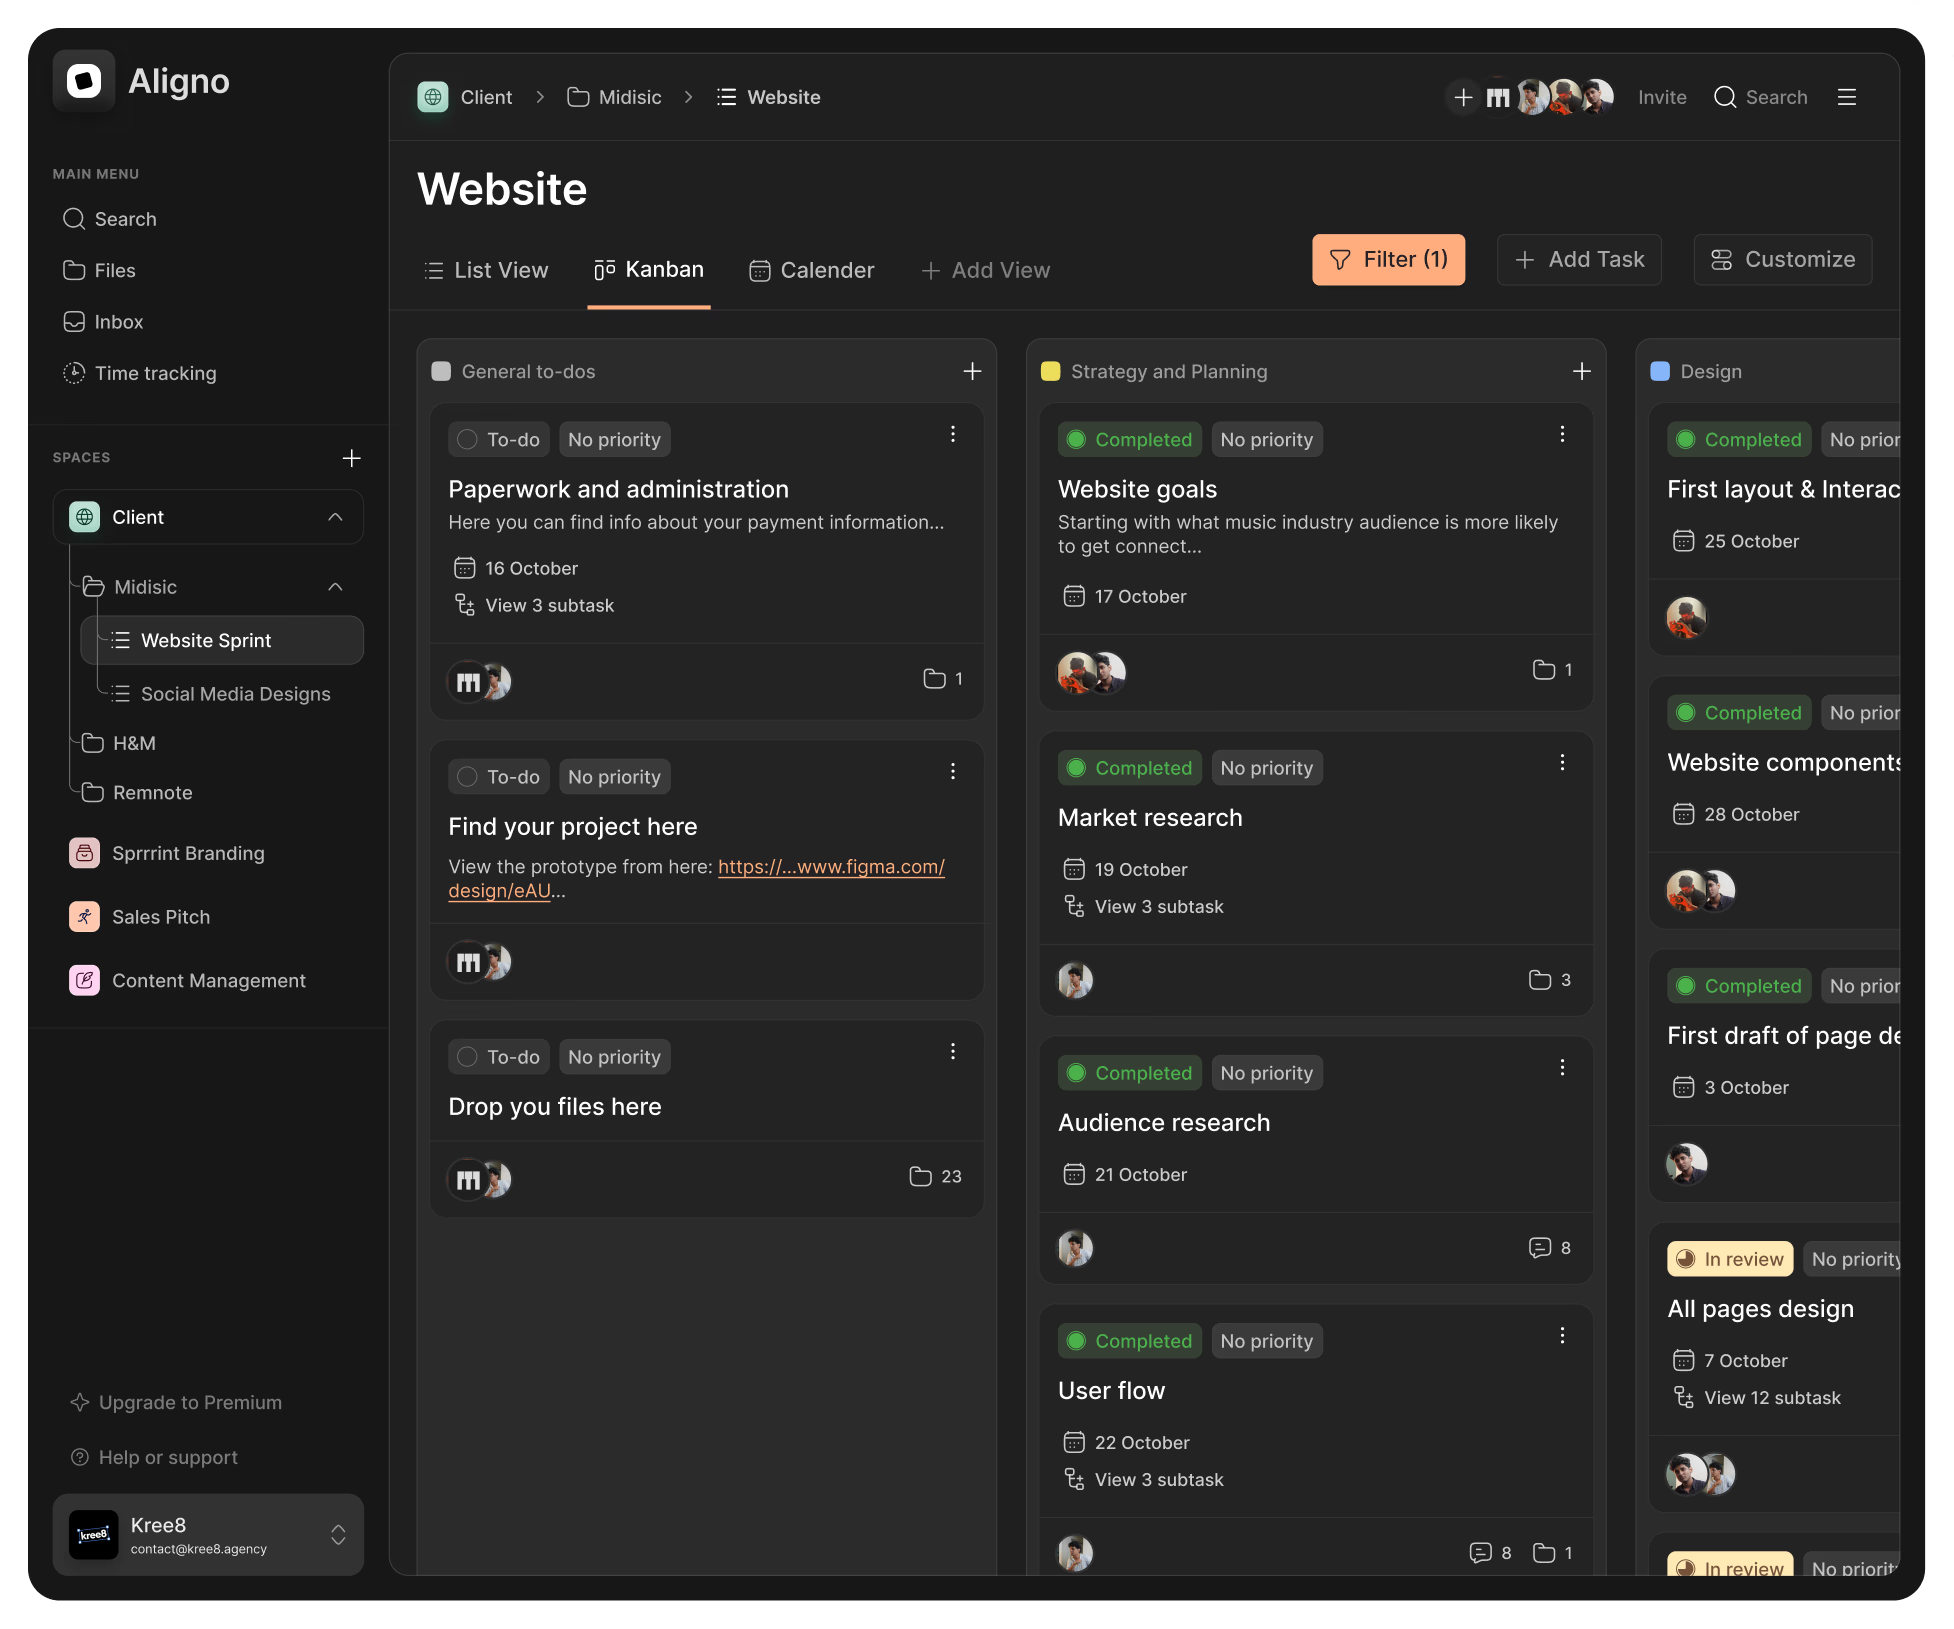 Aligno
MAIN MENU
Search
Files
Inbox
Time tracking
SPACES
Client
Midisic
Website Sprint
Social Media Designs
H&M
Remnote
Sprrrint Branding
Sales Pitch
Content Management
Upgrade to Premium
Help or support
kree8
Kree8
contact@kree8.agency
Client
Midisic
Website
Invite
Search
Website
List View
Kanban
Calender
Add View
Filter (1)
Add Task
Customize
General to-dos
To-do
No priority
Paperwork and administration
Here you can find info about your payment information...
16 October
View 3 subtask
1
To-do
No priority
Find your project here
View the prototype from here: https://...www.figma.com/
design/eAU...
To-do
No priority
Drop you files here
23
Strategy and Planning
Completed
No priority
Website goals
Starting with what music industry audience is more likely
to get connect...
17 October
1
Completed
No priority
Market research
19 October
View 3 subtask
3
Completed
No priority
Audience research
21 October
8
Completed
No priority
User flow
22 October
View 3 subtask
8
1
Design
Completed
No prior
First layout & Interac
25 October
Completed
No prior
Website components
28 October
Completed
No prior
First draft of page de
3 October
In review
No priority
All pages design
7 October
View 12 subtask
In review
No priorit